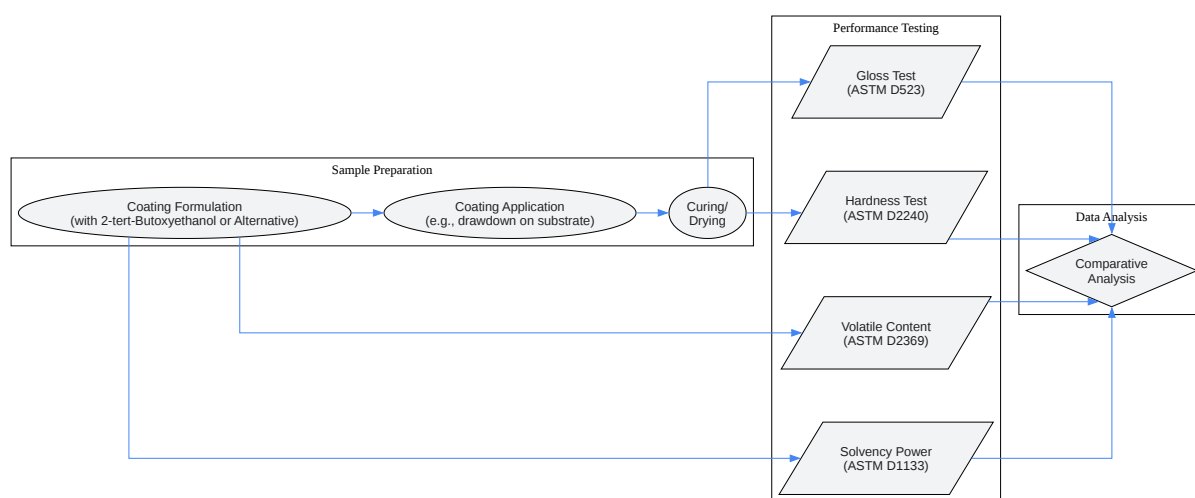 Performance Testing
Gloss Test
(ASTM D523)
Sample Preparation
Coating Formulation
(with 2-tert-Butoxyethanol or Alternative)
Coating Application
(e.g., drawdown on substrate)
Curing/
Drying
Hardness Test
(ASTM D2240)
Data Analysis
Comparative
Analysis
Volatile Content
(ASTM D2369)
Solvency Power
(ASTM D1133)